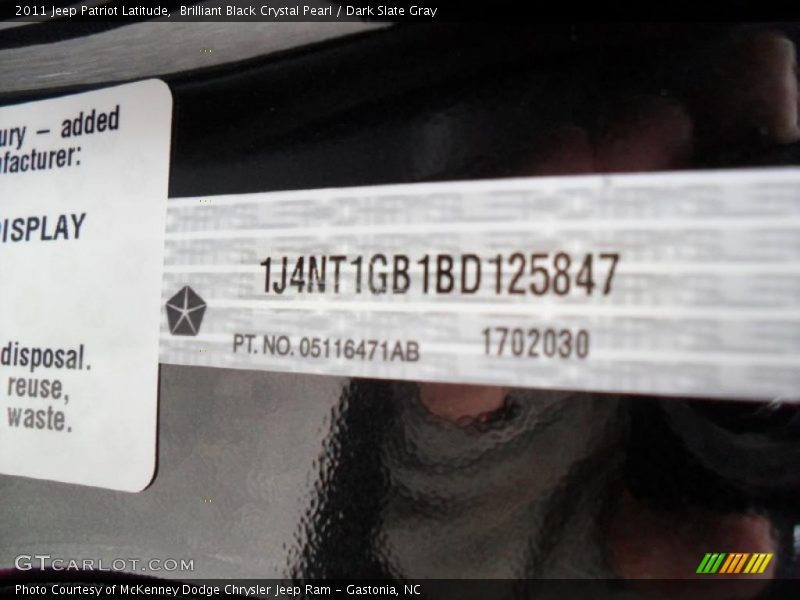 2011 Jeep Patriot Latitude,  Brilliant Black Crystal Pearl / Dark Slate Gray
ury – added
facturer:
ISPLAY
disposal.
reuse,
waste.
1J4NT1GB1BD125847
PT. NO. 05116471AB 1702030
GTCARLOT.COM
Photo Courtesy of McKenney Dodge Chrysler Jeep Ram – Gastonia, NC